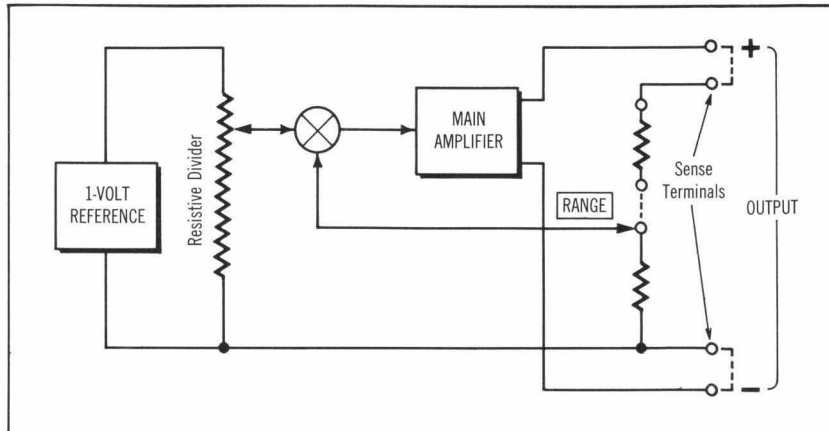 1-VOLT
REFERENCE
Resistive Divider
MAIN
AMPLIFIER
RANGE
+
Sense
Terminals
OUTPUT
−